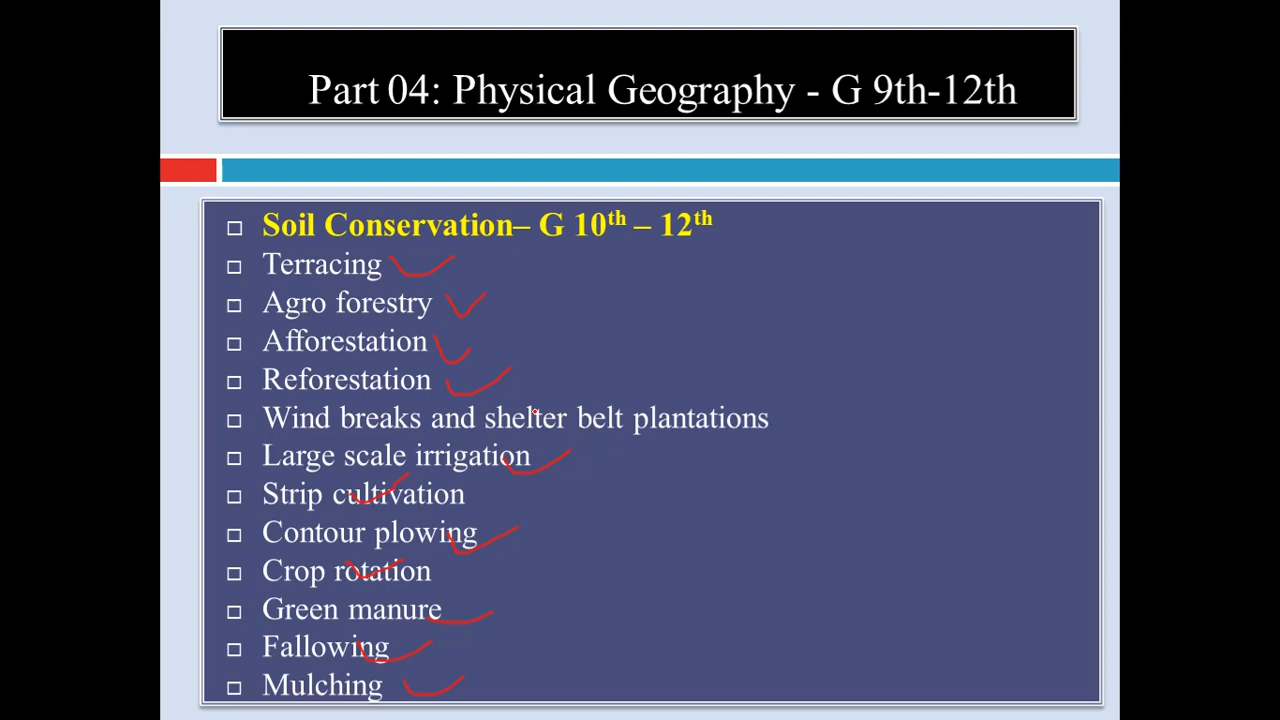 Part 04: Physical Geography - G 9th-12th
Soil Conservation– G 10th – 12th
Terracing
Agro forestry
Afforestation
Reforestation
Wind breaks and shelter belt plantations
Large scale irrigation
Strip cultivation
Contour plowing
Crop rotation
Green manure
Fallowing
Mulching